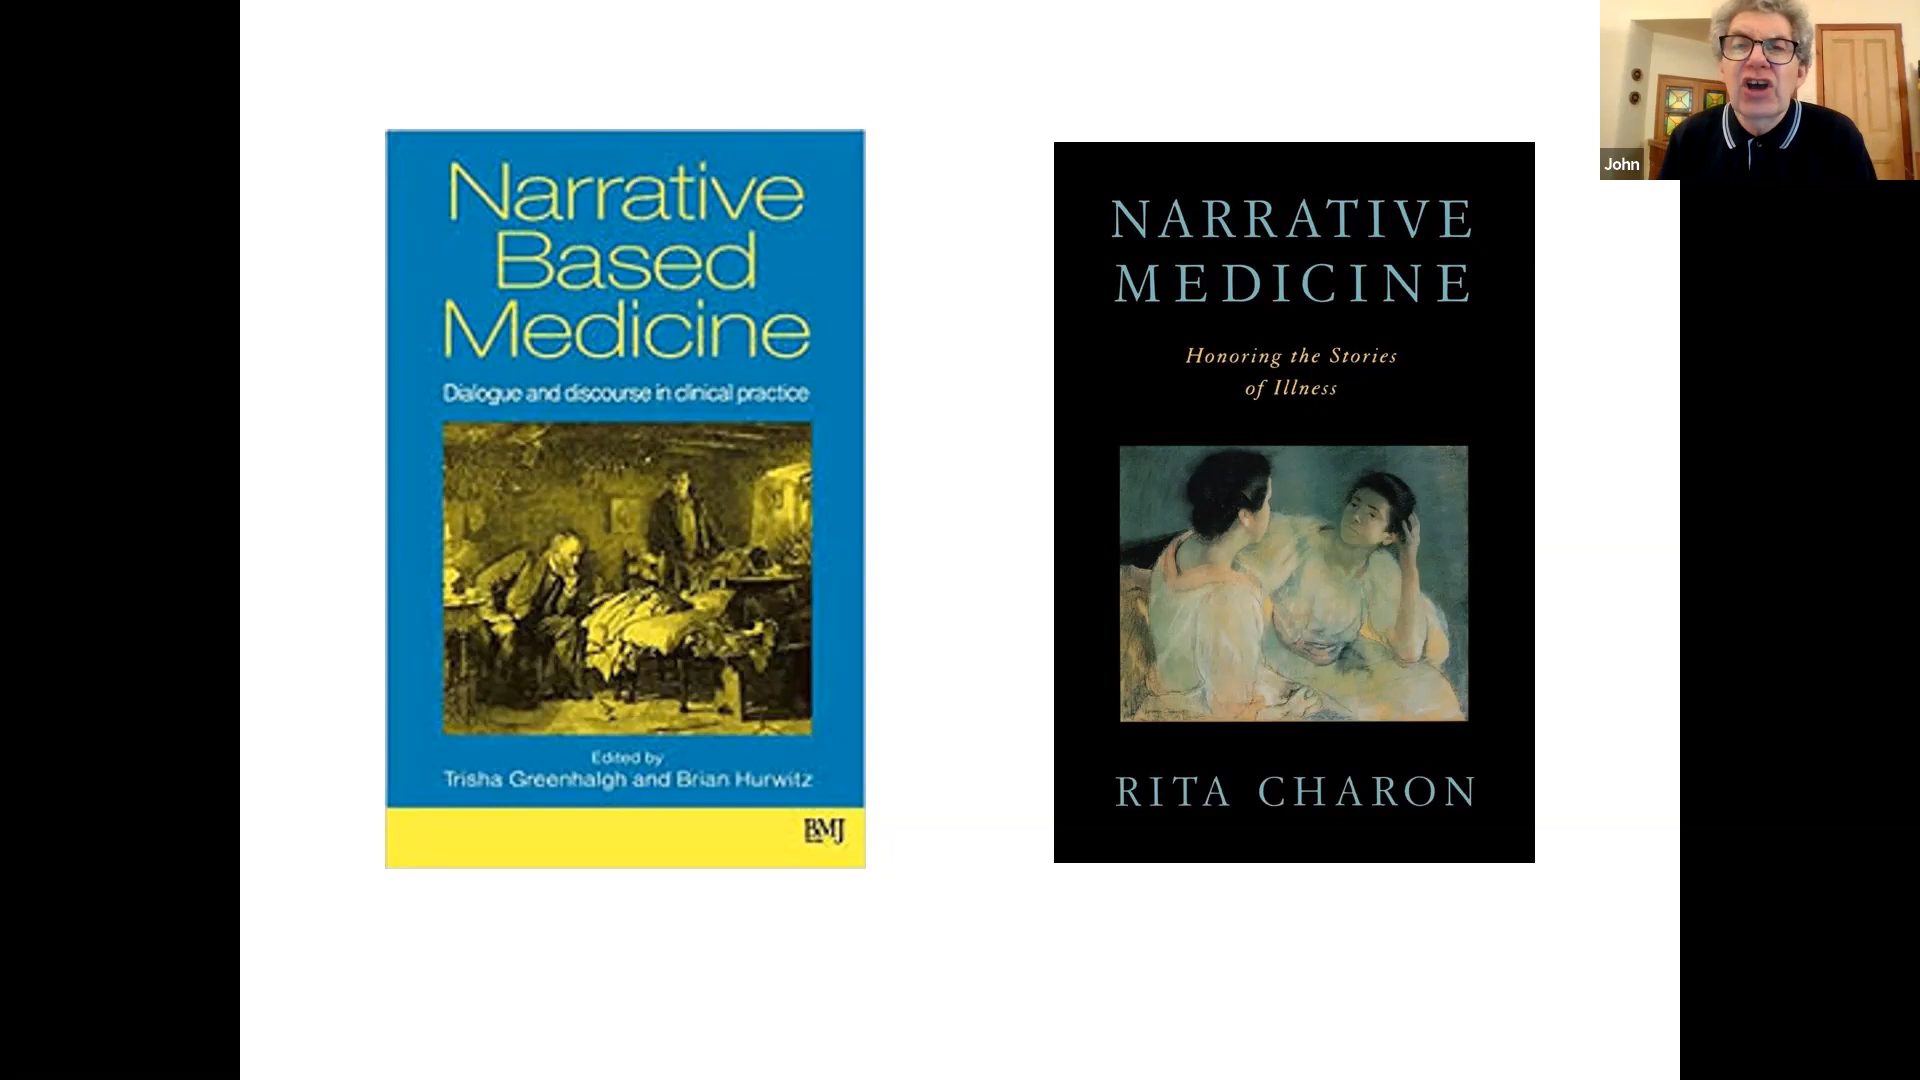 Narrative
Based
Medicine
Dialogue and discourse in clinical practice
Edited by
Trisha Greenhalgh and Brian Hurwitz
BMJ
NARRATIVE
MEDICINE
Honoring the Stories
of Illness
RITA CHARON
John